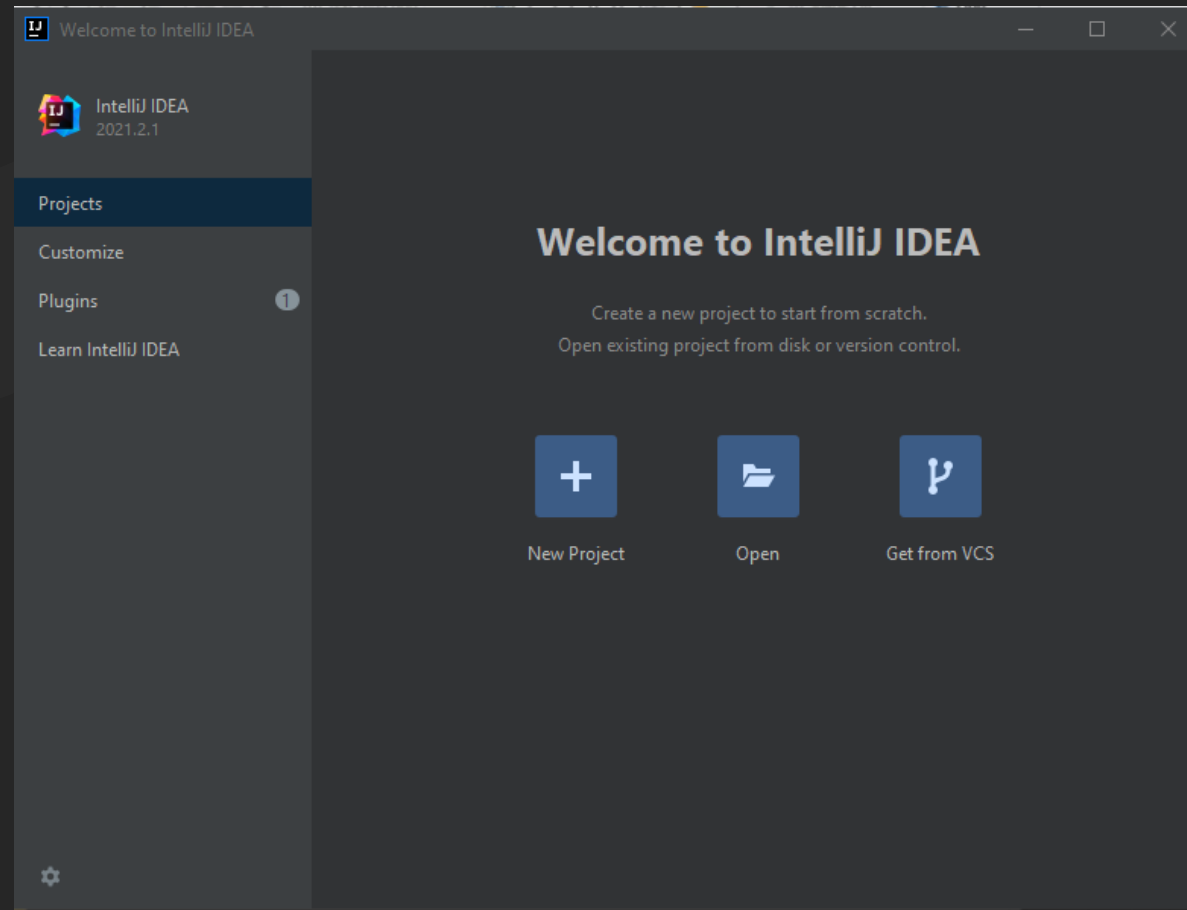 IJ Welcome to IntelliJ IDEA
IJ IntelliJ IDEA
2021.2.1
Projects
Customize
Plugins 1
Learn IntelliJ IDEA
Welcome to IntelliJ IDEA
Create a new project to start from scratch.
Open existing project from disk or version control.
New Project Open Get from VCS